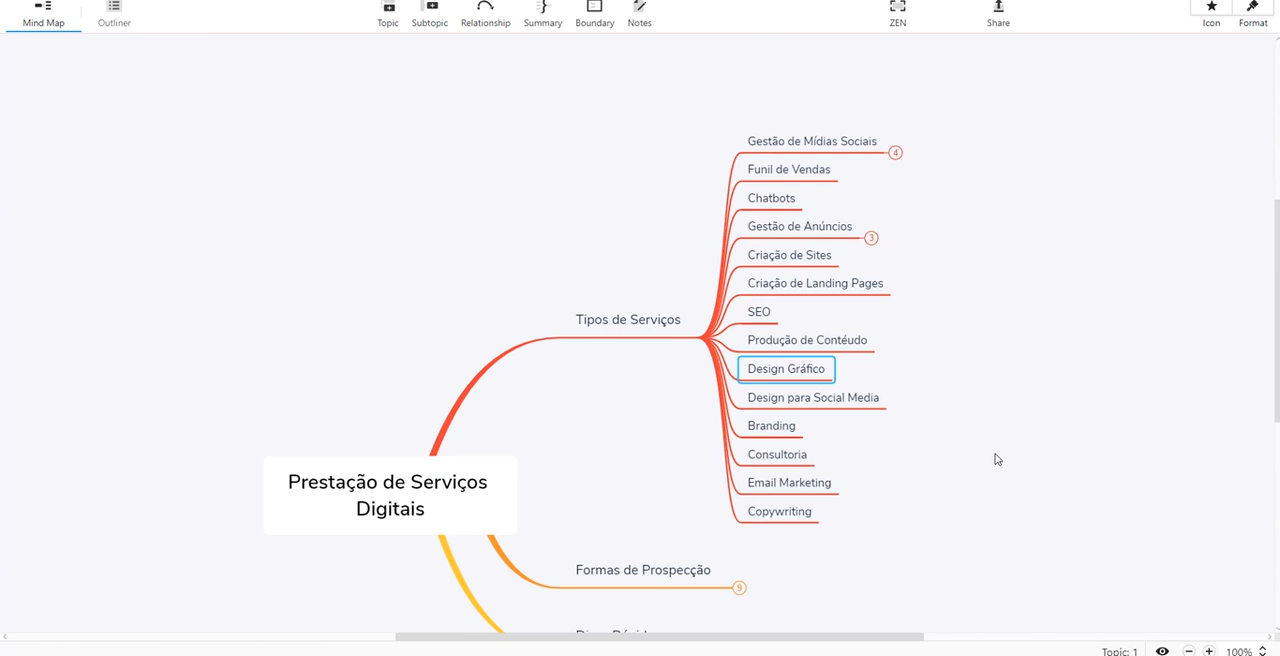 Mind Map
Outliner
Topic
Subtopic
Relationship
Summary
Boundary
Notes
ZEN
Share
Icon
Format
Gestão de Mídias Sociais
4
Funil de Vendas
Chatbots
Gestão de Anúncios
3
Criação de Sites
Criação de Landing Pages
SEO
Tipos de Serviços
Produção de Contéudo
Design Gráfico
Design para Social Media
Branding
Consultoria
Email Marketing
Copywriting
Prestação de Serviços
Digitais
Formas de Prospecção
9
Topic: 1
100%